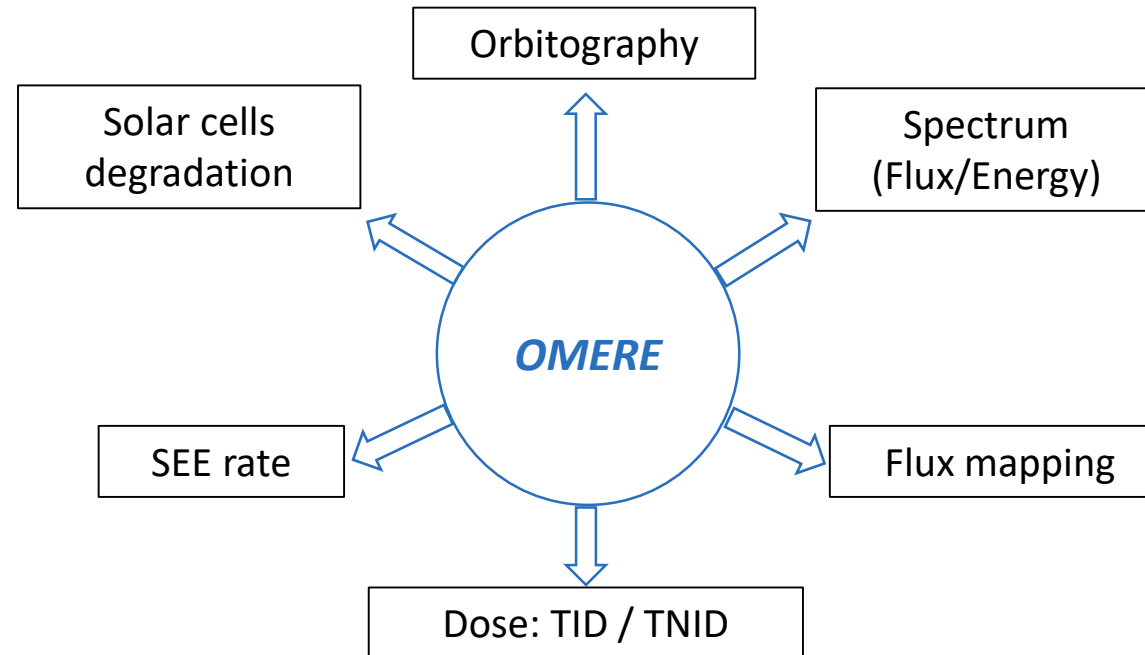 Orbitography
Solar cells
degradation
Spectrum
(Flux/Energy)
OMERE
SEE rate
Flux mapping
Dose: TID / TNID